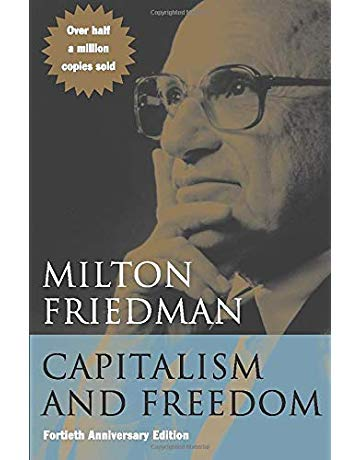 Over half
a million
copies sold
MILTON
FRIEDMAN
CAPITALISM
AND FREEDOM
Fortieth Anniversary Edition